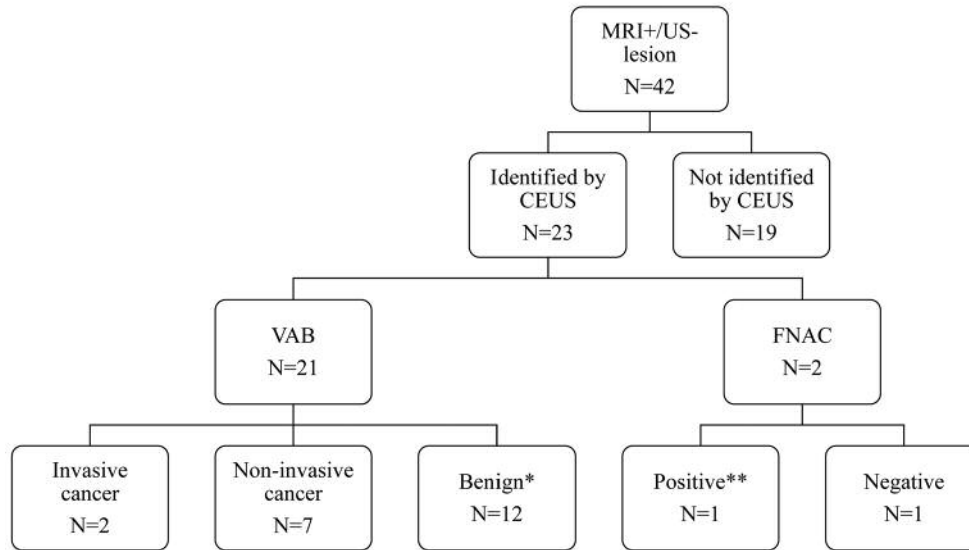 MRI+/US-
lesion
N=42
Identified by
CEUS
N=23
Not identified
by CEUS
N=19
VAB
N=21
FNAC
N=2
Invasive
cancer
N=2
Non-invasive
cancer
N=7
Benign*
N=12
Positive**
N=1
Negative
N=1